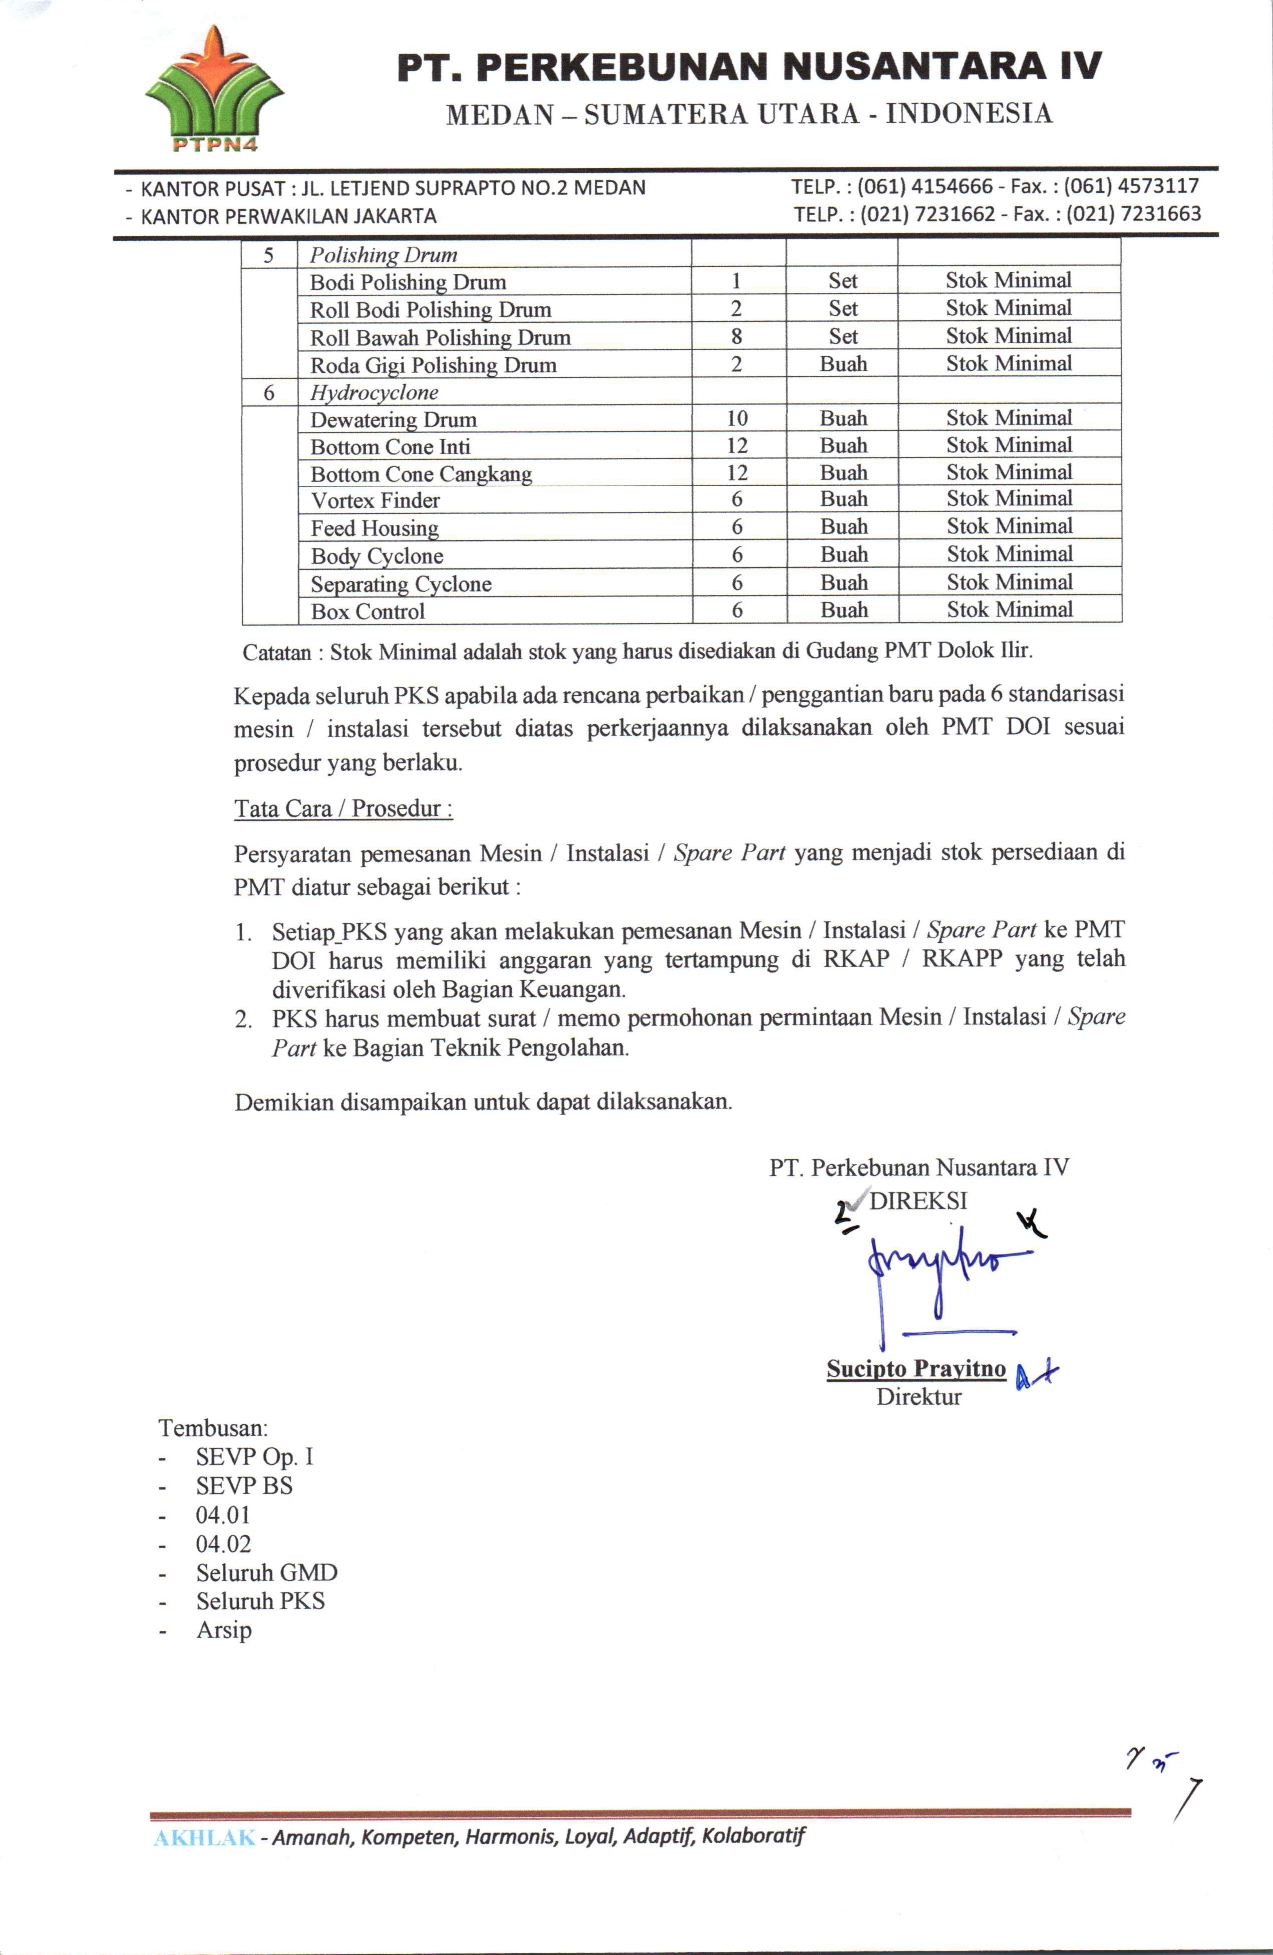 PTPN4
PT. PERKEBUNAN NUSANTARA IV
MEDAN – SUMATERA UTARA - INDONESIA
- KANTOR PUSAT : JL. LETJEND SUPRAPTO NO.2 MEDAN TELP. : (061) 4154666 - Fax. : (061) 4573117
- KANTOR PERWAKILAN JAKARTA TELP. : (021) 7231662 - Fax. : (021) 7231663
5 Polishing Drum
Bodi Polishing Drum 1 Set Stok Minimal
Roll Bodi Polishing Drum 2 Set Stok Minimal
Roll Bawah Polishing Drum 8 Set Stok Minimal
Roda Gigi Polishing Drum 2 Buah Stok Minimal
6 Hydrocyclone
Dewatering Drum 10 Buah Stok Minimal
Bottom Cone Inti 12 Buah Stok Minimal
Bottom Cone Cangkang 12 Buah Stok Minimal
Vortex Finder 6 Buah Stok Minimal
Feed Housing 6 Buah Stok Minimal
Body Cyclone 6 Buah Stok Minimal
Separating Cyclone 6 Buah Stok Minimal
Box Control 6 Buah Stok Minimal
Catatan : Stok Minimal adalah stok yang harus disediakan di Gudang PMT Dolok Ilir.
Kepada seluruh PKS apabila ada rencana perbaikan / penggantian baru pada 6 standarisasi
mesin / instalasi tersebut diatas perkerjaannya dilaksanakan oleh PMT DOI sesuai
prosedur yang berlaku.
Tata Cara / Prosedur :
Persyaratan pemesanan Mesin / Instalasi / Spare Part yang menjadi stok persediaan di
PMT diatur sebagai berikut :
1. Setiap PKS yang akan melakukan pemesanan Mesin / Instalasi / Spare Part ke PMT
DOI harus memiliki anggaran yang tertampung di RKAP / RKAPP yang telah
diverifikasi oleh Bagian Keuangan.
2. PKS harus membuat surat / memo permohonan permintaan Mesin / Instalasi / Spare
Part ke Bagian Teknik Pengolahan.
Demikian disampaikan untuk dapat dilaksanakan.
PT. Perkebunan Nusantara IV
DIREKSI
Sucipto Prayitno
Direktur
Tembusan:
- SEVP Op. I
- SEVP BS
- 04.01
- 04.02
- Seluruh GMD
- Seluruh PKS
- Arsip
AKHLAK - Amanah, Kompeten, Harmonis, Loyal, Adaptif, Kolaboratif